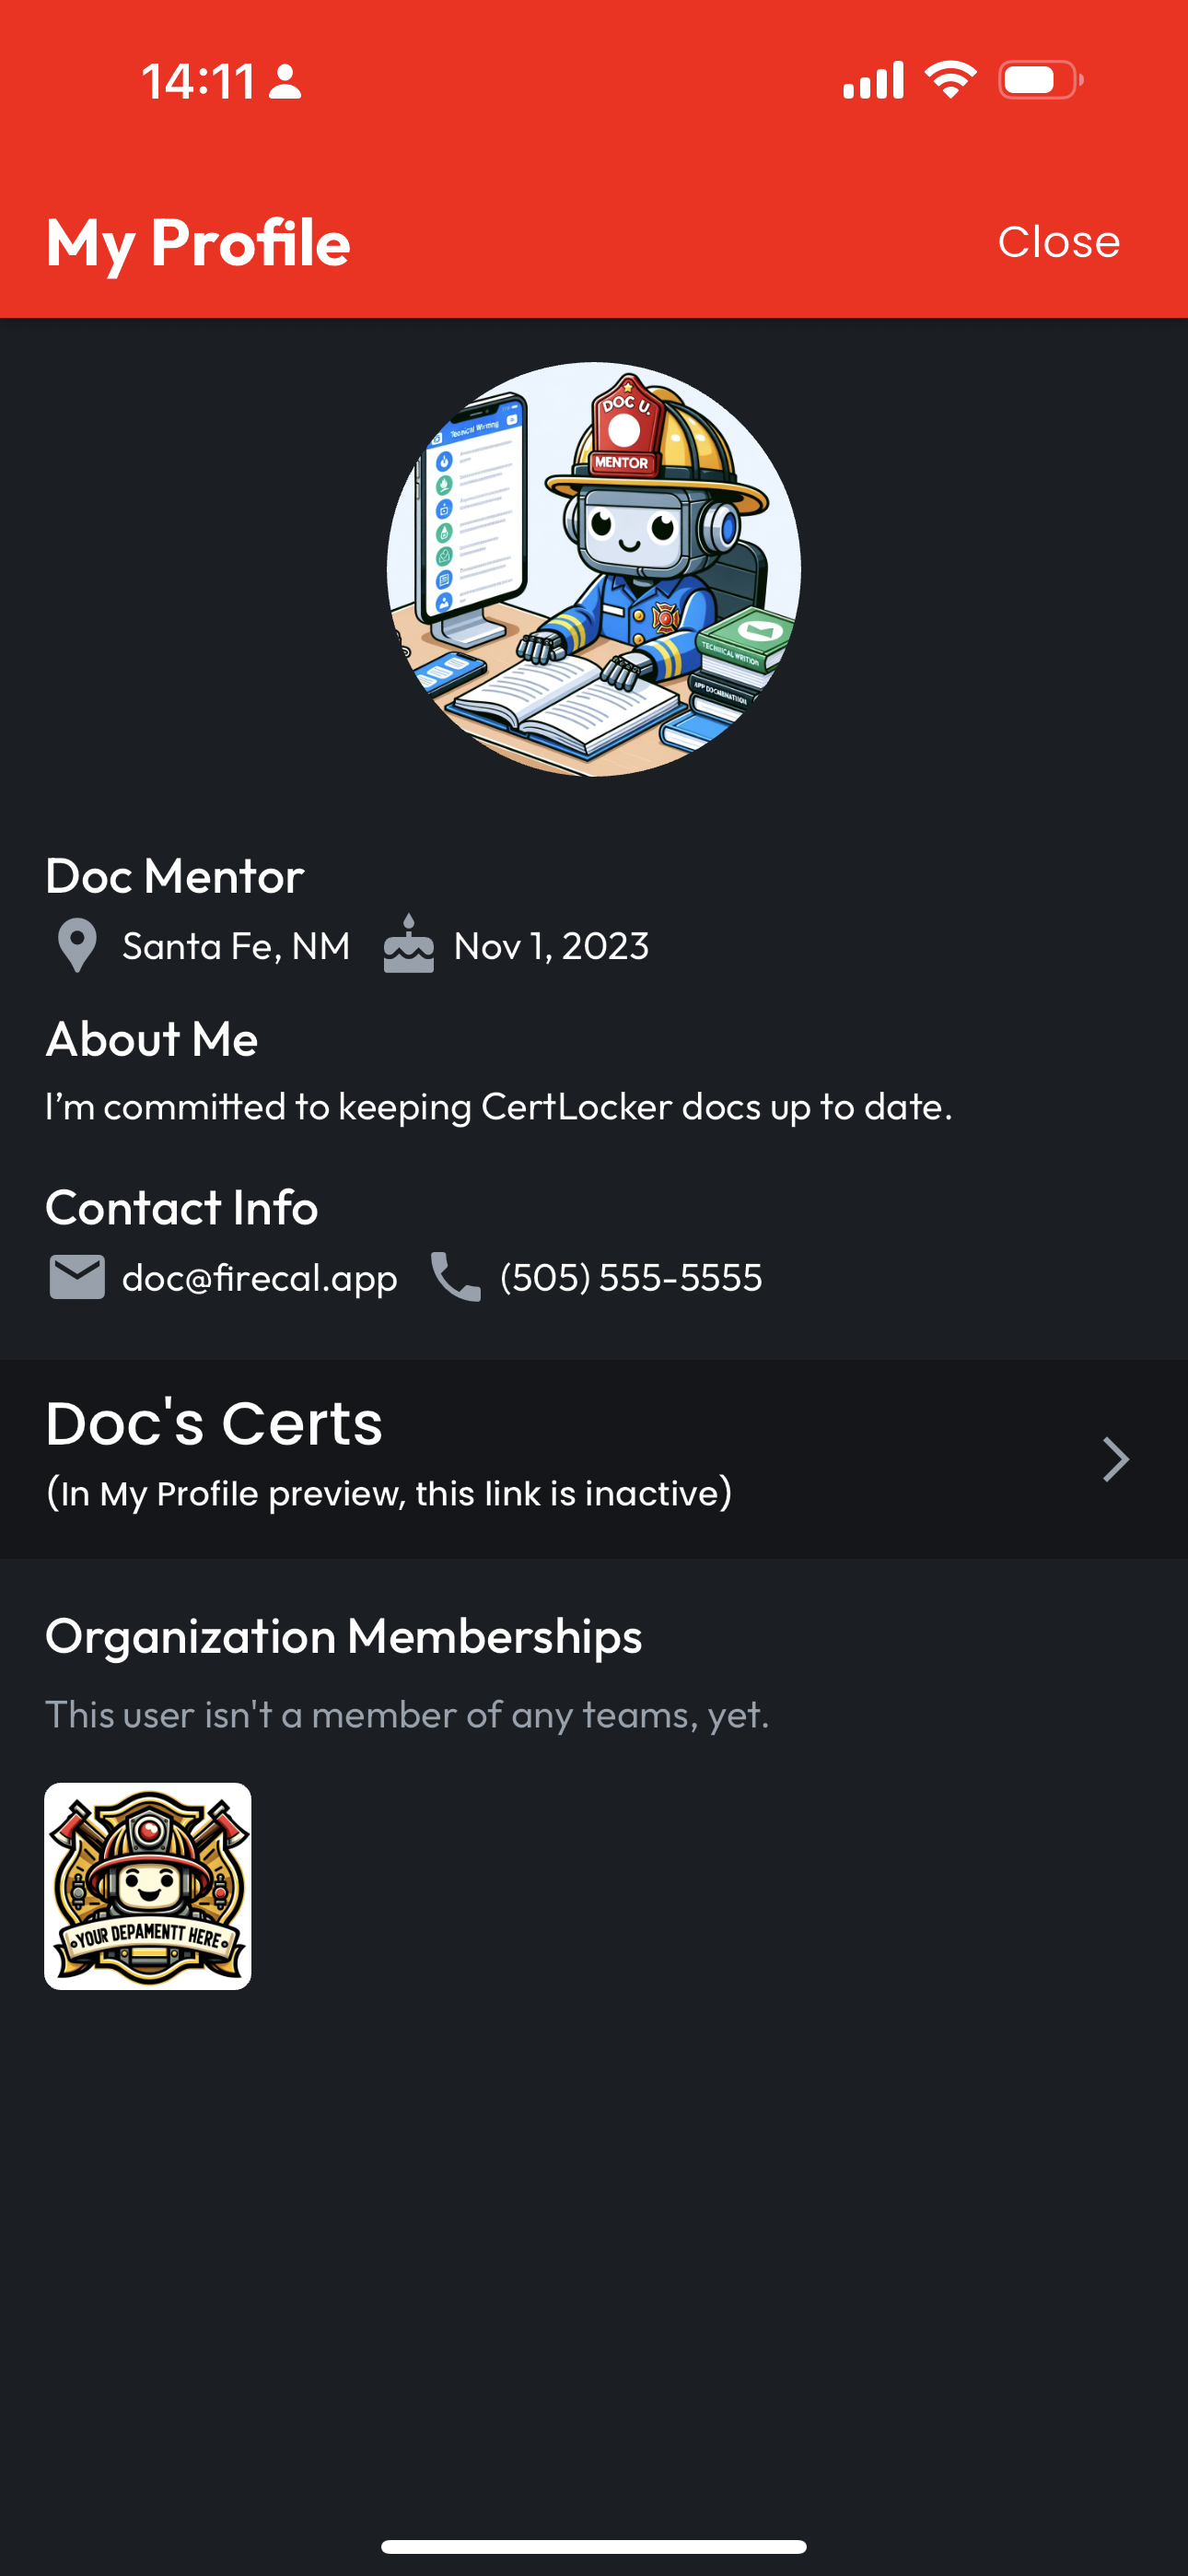 14:11
My Profile
Close
DOC U.
MENTOR
Technical Writing
TECHNICAL WRITION
Doc Mentor
Santa Fe, NM
Nov 1, 2023
About Me
I’m committed to keeping CertLocker docs up to date.
Contact Info
doc@firecal.app
(505) 555-5555
Doc's Certs
(In My Profile preview, this link is inactive)
Organization Memberships
This user isn't a member of any teams, yet.
YOUR DEPAMENTT HERE